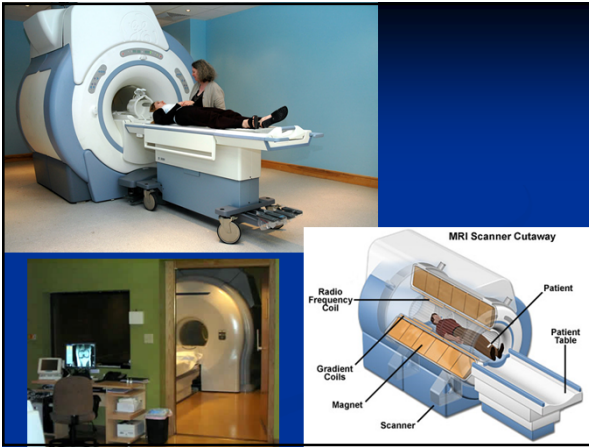 MRI Scanner Cutaway
Radio
Frequency
Coil
Patient
Patient
Table
Gradient
Coils
Magnet
Scanner